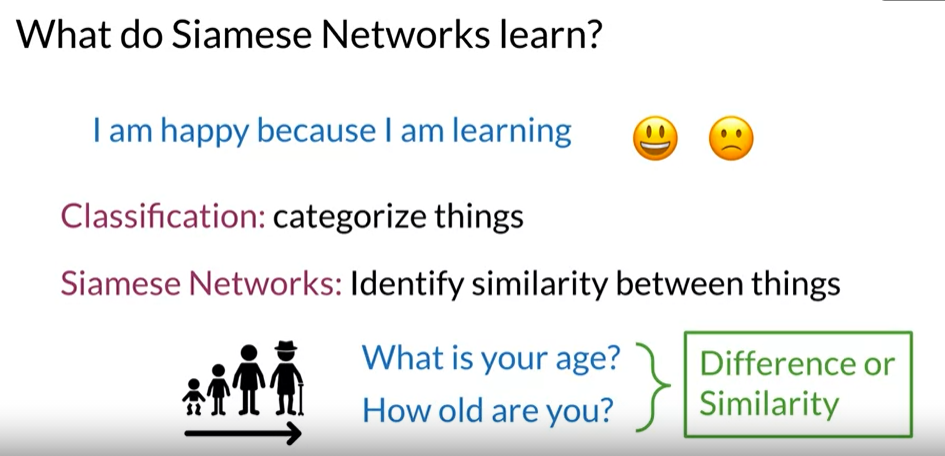 What do Siamese Networks learn?
I am happy because I am learning
Classification: categorize things
Siamese Networks: Identify similarity between things
What is your age?
How old are you?
Difference or
Similarity